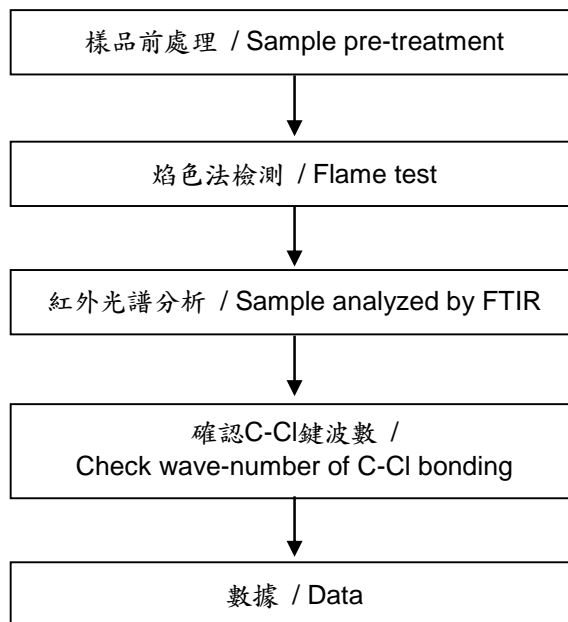 樣品前處理 / Sample pre-treatment
焰色法檢測 / Flame test
紅外光譜分析 / Sample analyzed by FTIR
確認C-Cl鍵波數 /
Check wave-number of C-Cl bonding
數據 / Data